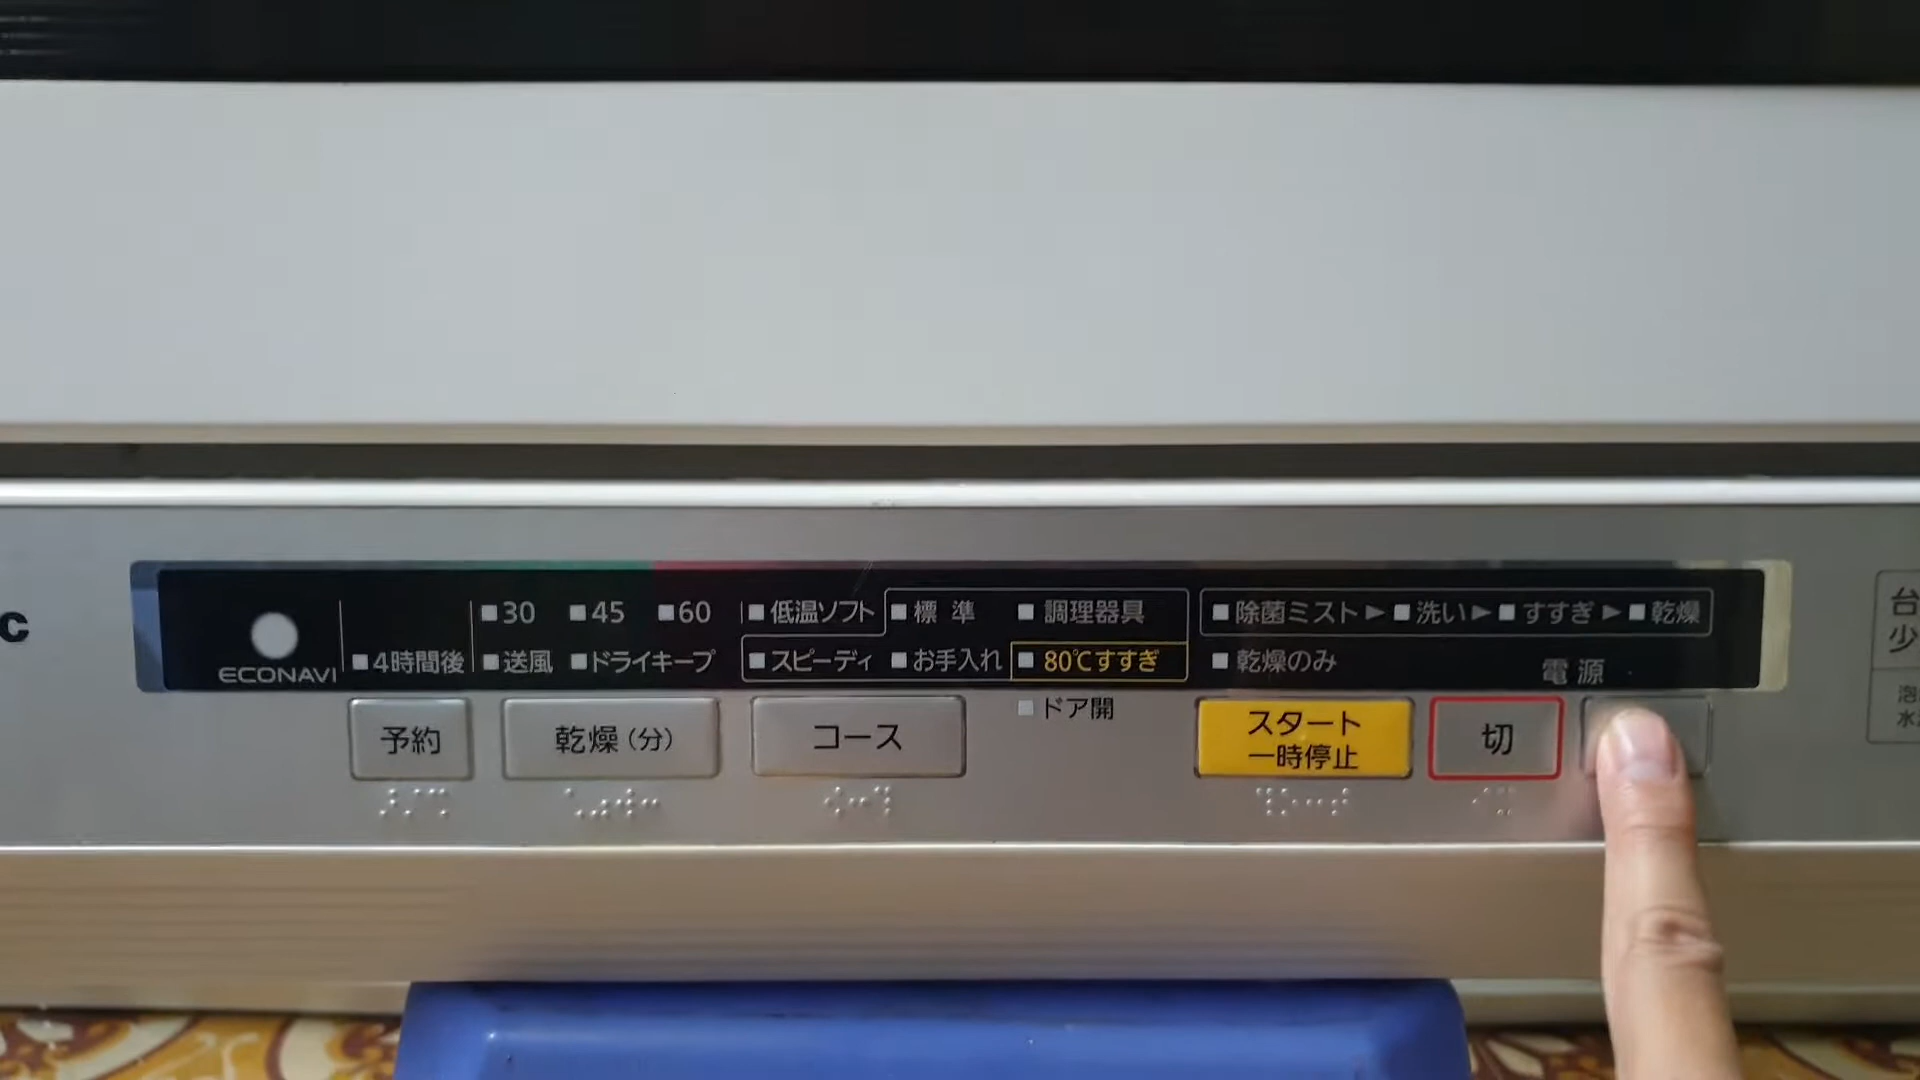 c
ECONAVI
4時間後
30 45 60
送風 ドライキープ
低温ソフト 標準 調理器具
スピーディ お手入れ 80℃すすぎ
ドア開
除菌ミスト▶洗い▶すすぎ▶乾燥
乾燥のみ
電源
予約
乾燥(分)
コース
スタート
一時停止
切
台
少
泡
水